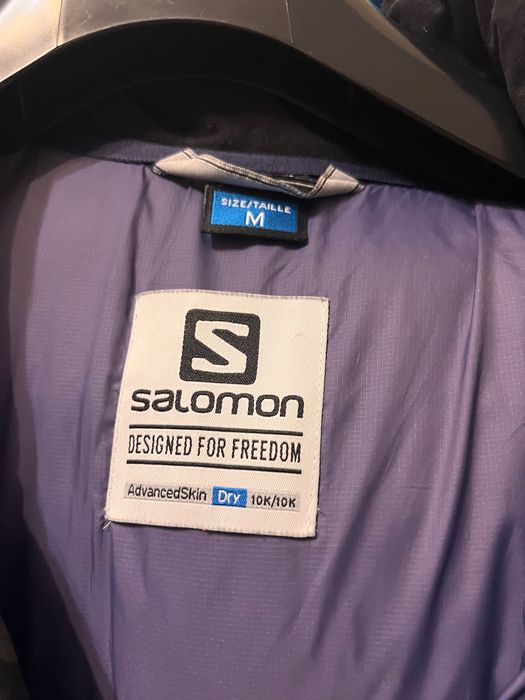 SIZE/TAILLE
M
S
salomon
DESIGNED FOR FREEDOM
AdvancedSkin Dry 10K/10K